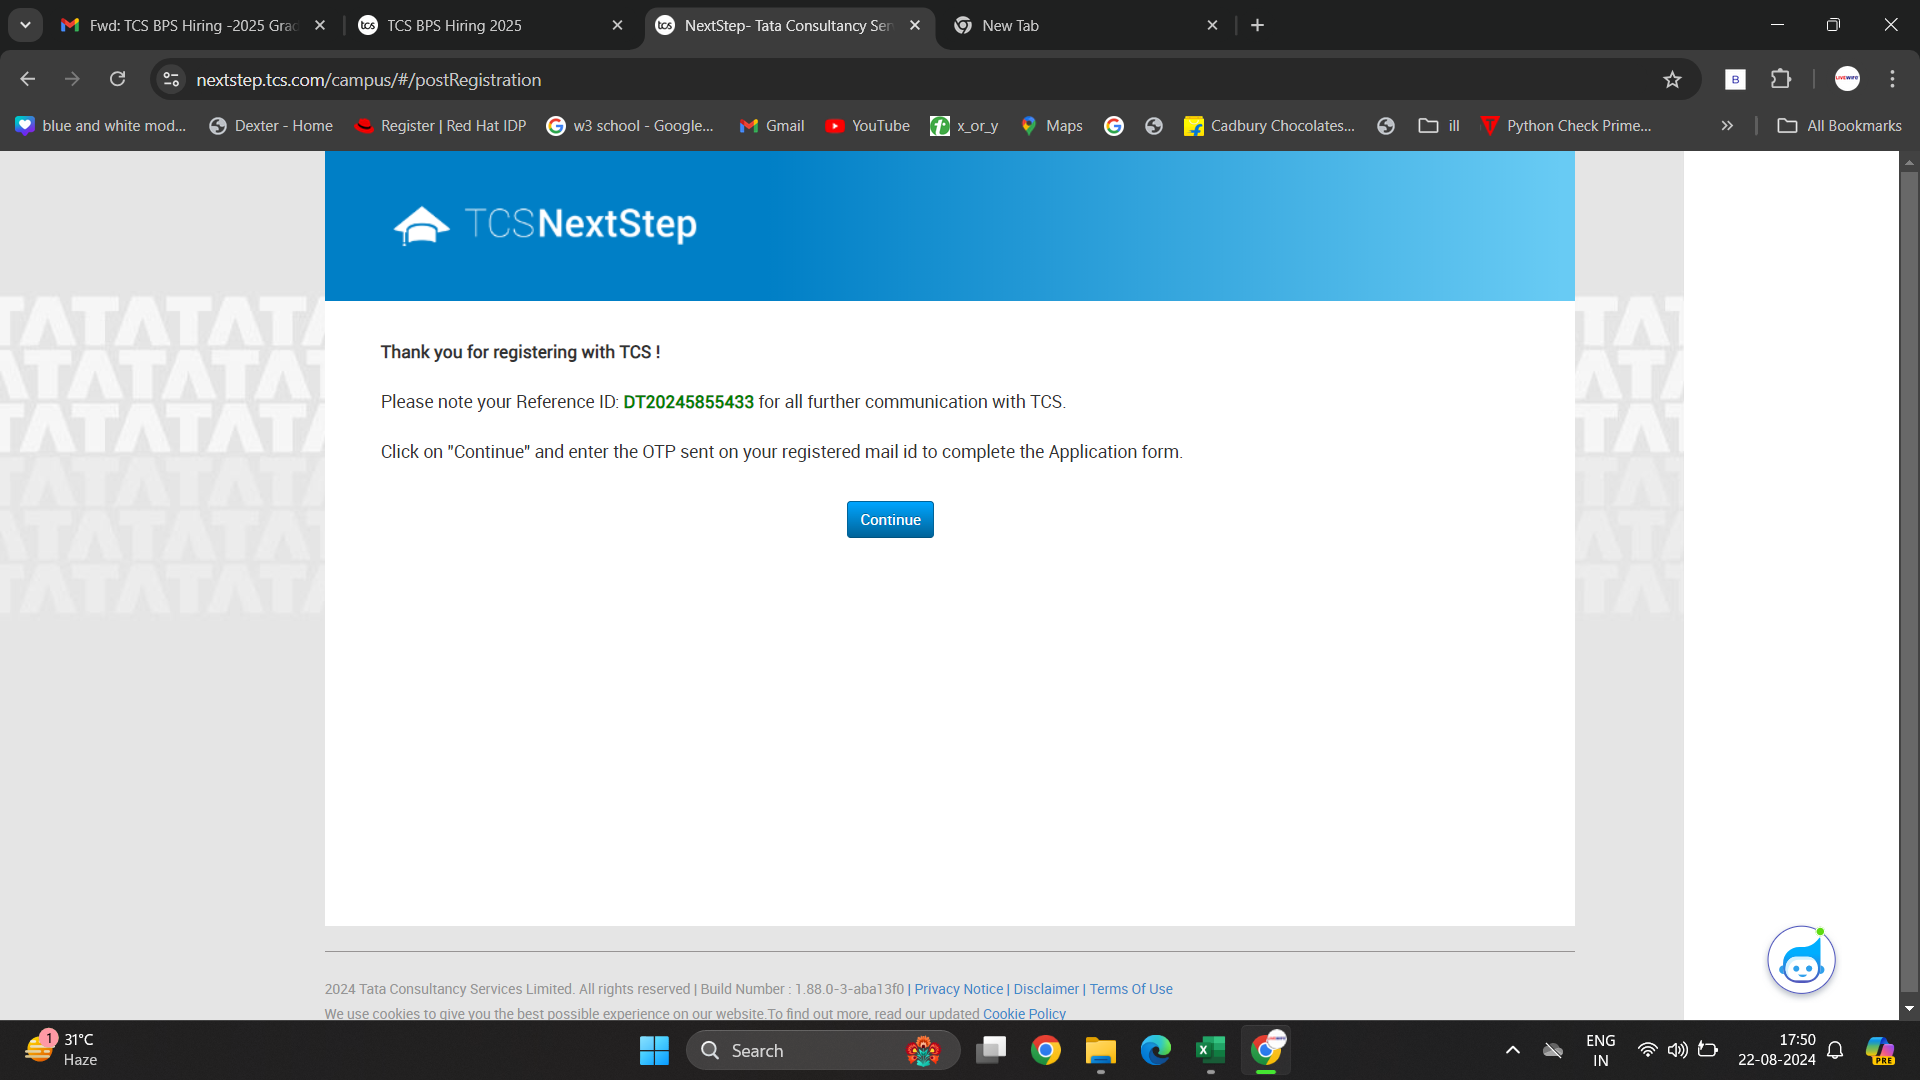 Fwd: TCS BPS Hiring -2025 Grad
TCS BPS Hiring 2025
NextStep- Tata Consultancy Ser
New Tab
nextstep.tcs.com/campus/#/postRegistration
B
LIVEWIRE
blue and white mod...
Dexter - Home
Register | Red Hat IDP
w3 school - Google...
Gmail
YouTube
x_or_y
Maps
Cadbury Chocolates...
ill
Python Check Prime...
All Bookmarks
TCSNextStep
Thank you for registering with TCS !
Please note your Reference ID: DT20245855433 for all further communication with TCS.
Click on "Continue" and enter the OTP sent on your registered mail id to complete the Application form.
Continue
2024 Tata Consultancy Services Limited. All rights reserved | Build Number : 1.88.0-3-aba13f0 | Privacy Notice | Disclaimer | Terms Of Use
We use cookies to give you the best possible experience on our website.To find out more, read our updated Cookie Policy
1
31°C
Haze
Search
ENG
IN
17:50
22-08-2024
PRE